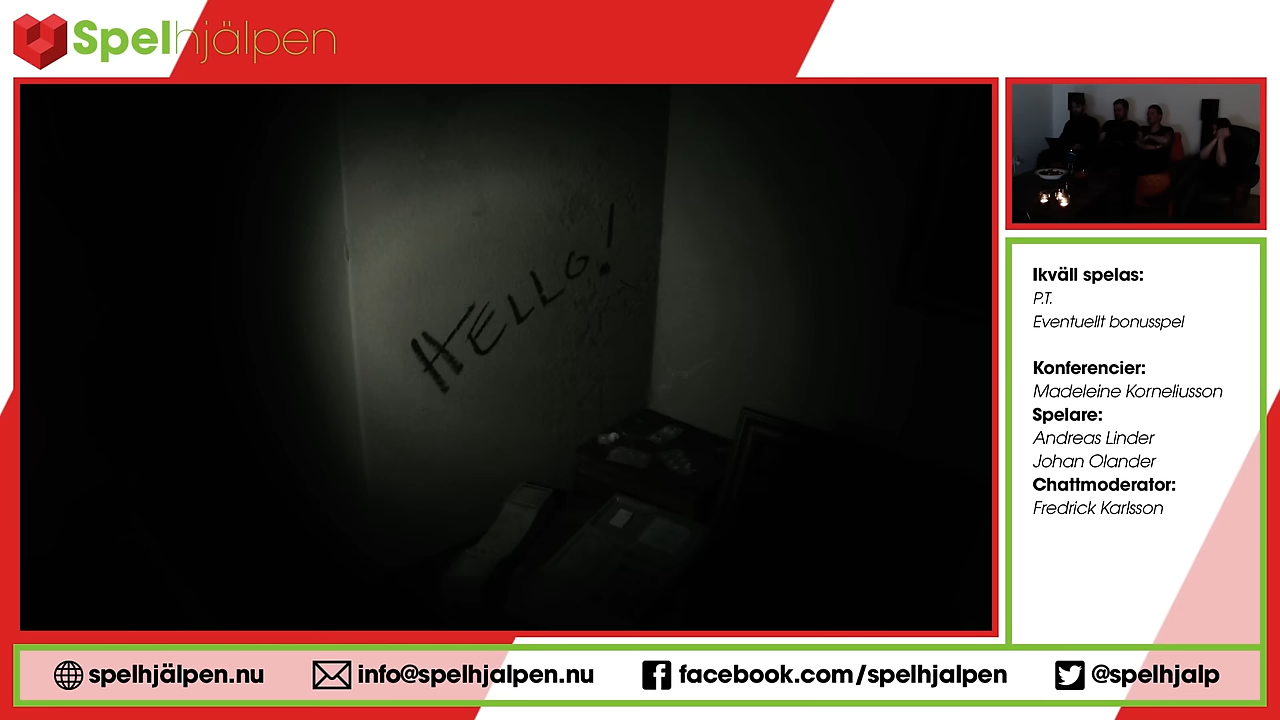 Spelhjälpen
HELLO!
Ikväll spelas:
P.T.
Eventuellt bonusspel
Konferencier:
Madeleine Korneliusson
Spelare:
Andreas Linder
Johan Olander
Chattmoderator:
Fredrick Karlsson
spelhjälpen.nu
info@spelhjalpen.nu
facebook.com/spelhjalpen
@spelhjalp